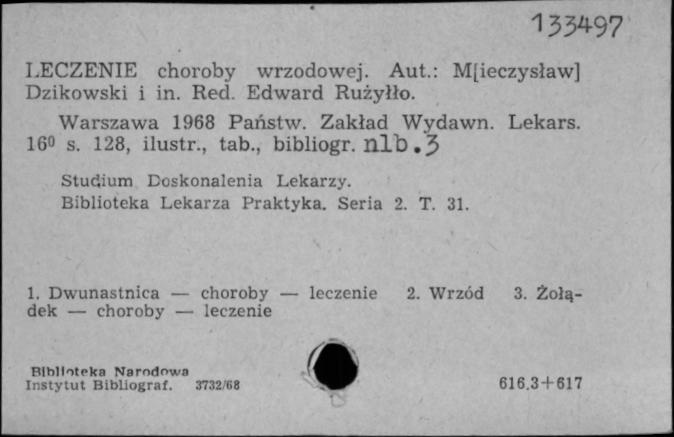 133497
LECZENIE choroby wrzodowej. Aut.: M[ieczysław]
Dzikowski i in. Red. Edward Rużyłło.
Warszawa 1968 Państw. Zakład Wydawn. Lekars.
16⁰ s. 128, ilustr., tab., bibliogr. nlb.3
Studium Doskonalenia Lekarzy.
Biblioteka Lekarza Praktyka. Seria 2. T. 31.
1. Dwunastnica — choroby — leczenie 2. Wrzód 3. Żołą-
dek — choroby — leczenie
Biblioteka Narodowa
Instytut Bibliograf. 3732/68 616.3+617